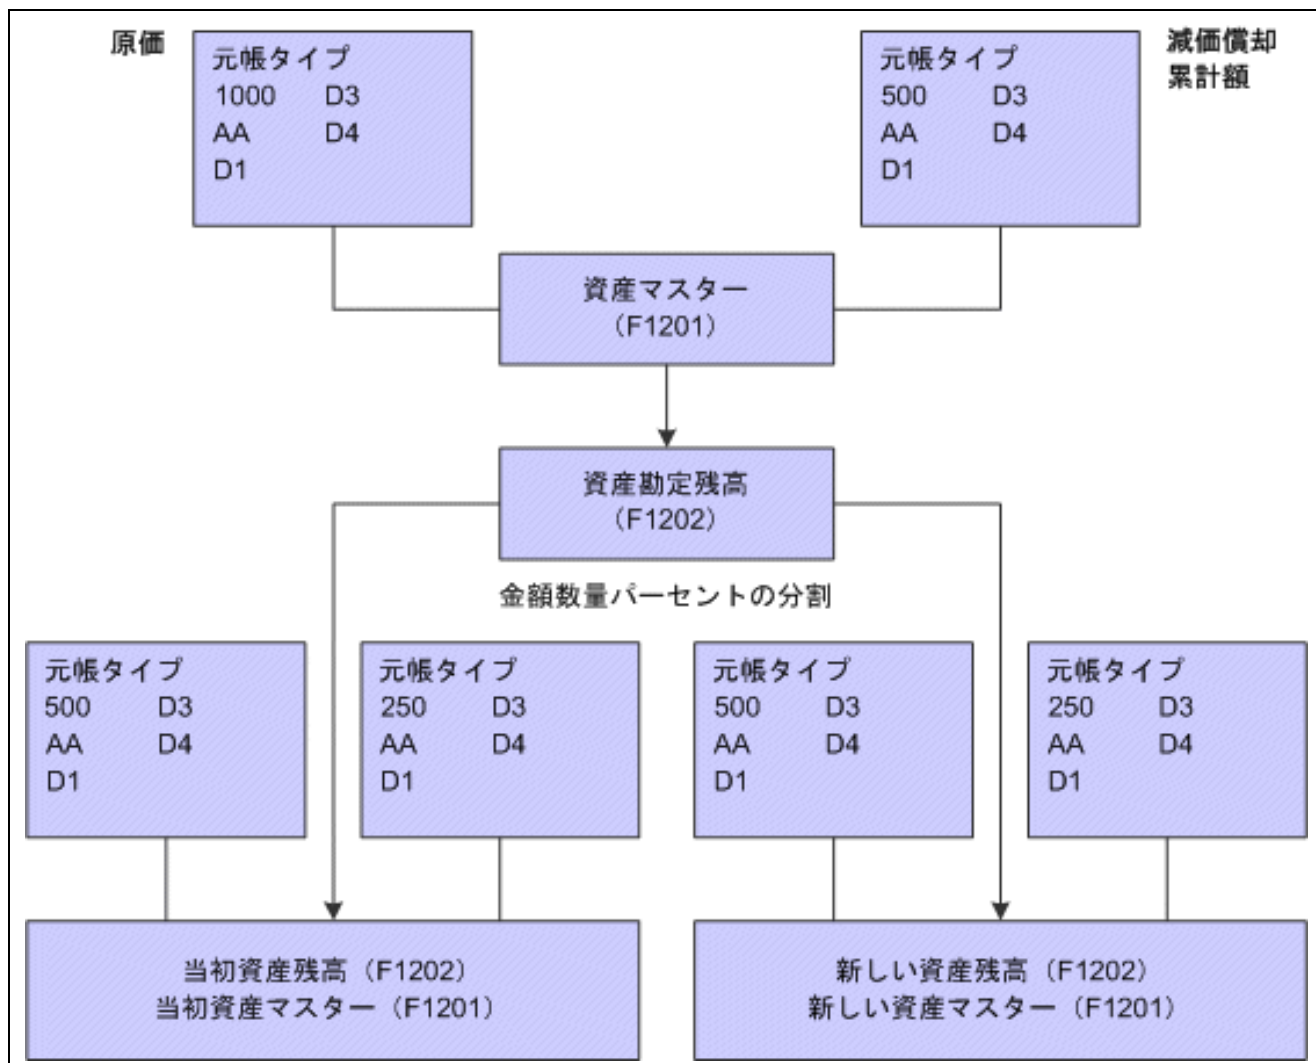 原価
元帳タイプ
1000 D3
AA D4
D1
元帳タイプ
500 D3
AA D4
D1
減価償却
累計額
資産マスター
（F1201）
資産勘定残高
（F1202）
金額数量パーセントの分割
元帳タイプ
500 D3
AA D4
D1
元帳タイプ
250 D3
AA D4
D1
元帳タイプ
500 D3
AA D4
D1
元帳タイプ
250 D3
AA D4
D1
当初資産残高（F1202）
当初資産マスター（F1201）
新しい資産残高（F1202）
新しい資産マスター（F1201）